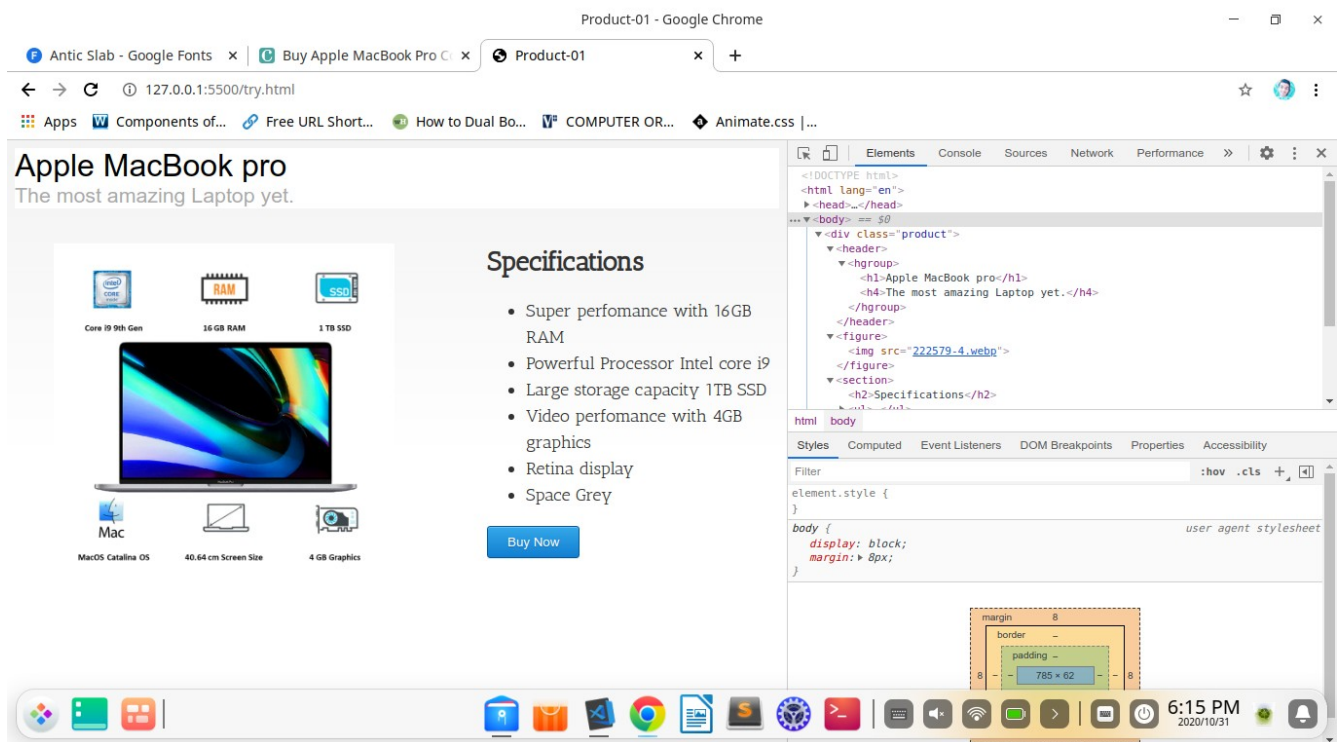 Product-01 - Google Chrome
Antic Slab - Google Fonts
Buy Apple MacBook Pro Co
Product-01
127.0.0.1:5500/try.html
Apps
Components of...
Free URL Short...
How to Dual Bo...
COMPUTER OR...
Animate.css |...
Apple MacBook pro
The most amazing Laptop yet.
intel
CORE
Core i9 9th Gen
RAM
16 GB RAM
SSD
1 TB SSD
Mac
MacOS Catalina OS
40.64 cm Screen Size
4 GB Graphics
Specifications
Super perfomance with 16GB
RAM
Powerful Processor Intel core i9
Large storage capacity 1TB SSD
Video perfomance with 4GB
graphics
Retina display
Space Grey
Buy Now
Elements Console Sources Network Performance »
<!DOCTYPE html>
<html lang="en">
<head>…</head>
... <body> == $0
<div class="product">
<header>
<hgroup>
<h1>Apple MacBook pro</h1>
<h4>The most amazing Laptop yet.</h4>
</hgroup>
</header>
<figure>
<img src="222579-4.webp">
</figure>
<section>
<h2>Specifications</h2>
<ul>…</ul>
html body
Styles Computed Event Listeners DOM Breakpoints Properties Accessibility
Filter
:hov .cls +
element.style {
}
body {
user agent stylesheet
display: block;
margin: 8px;
}
margin 8
border –
padding –
8 – – 785 × 62 – – 8
6:15 PM
2020/10/31